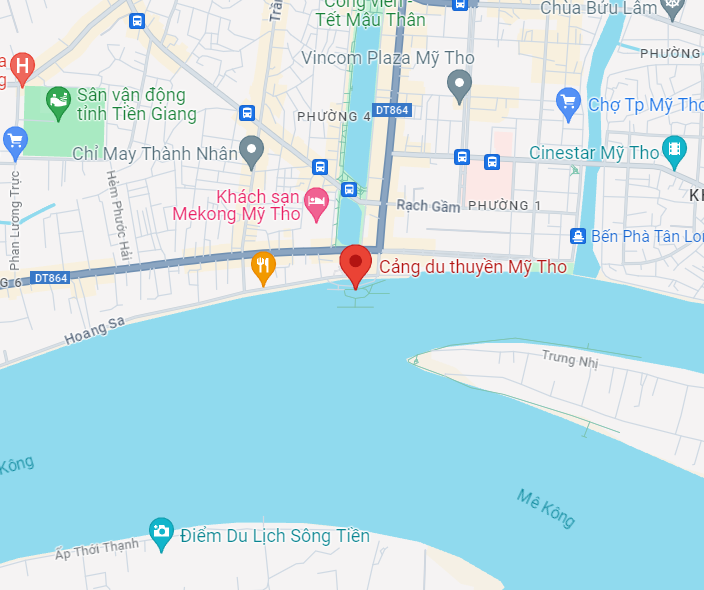 Công viên
Tết Mậu Thân
Chùa Bửu Lâm
Vincom Plaza Mỹ Tho
PHƯỜNG
H
Sân vận động
tỉnh Tiền Giang
DT864
PHƯỜNG 4
Chợ Tp Mỹ Tho
Chỉ May Thành Nhân
Cinestar Mỹ Tho
Phan Lương Trực
Hẻm Phước Hải
Khách sạn
Mekong Mỹ Tho
Rạch Gầm
PHƯỜNG 1
Bến Phà Tân Lon
DT864
G 6
Cảng du thuyền Mỹ Tho
Hoang Sa
Trưng Nhị
Kông
Mê Kông
Điểm Du Lịch Sông Tiền
Ấp Thới Thạnh